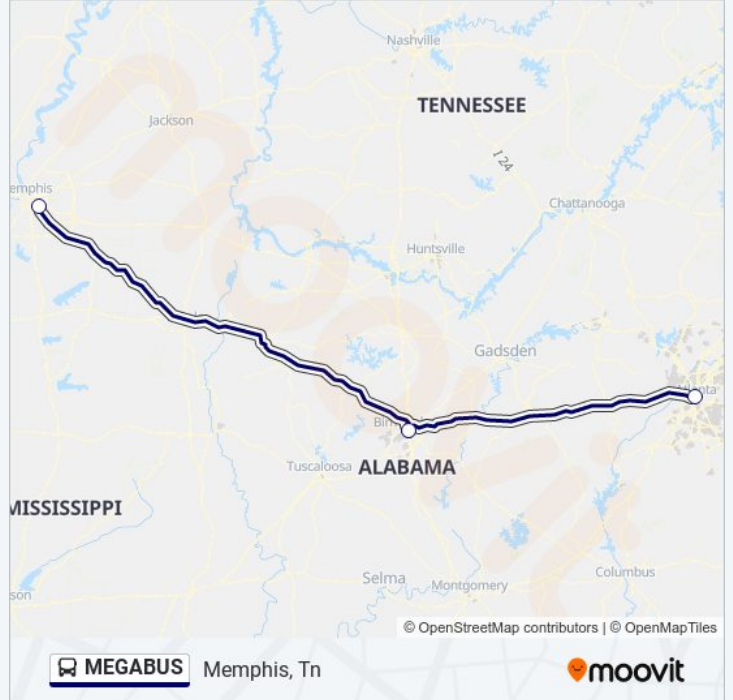 Nashville
TENNESSEE
Jackson
I 24
emphis
Chattanooga
Huntsville
Gadsden
lanta
Birm
Tuscaloosa
ALABAMA
MISSISSIPPI
Selma
Montgomery
Columbus
son
© OpenStreetMap contributors | © OpenMapTiles
MEGABUS
Memphis, Tn
moovit